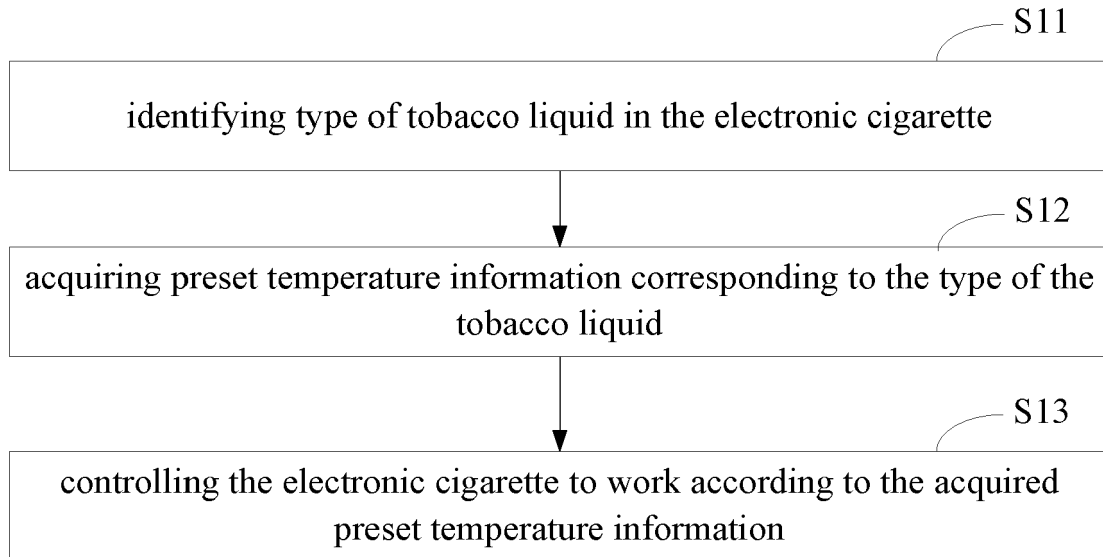 S11
identifying type of tobacco liquid in the electronic cigarette
S12
acquiring preset temperature information corresponding to the type of the
tobacco liquid
S13
controlling the electronic cigarette to work according to the acquired
preset temperature information